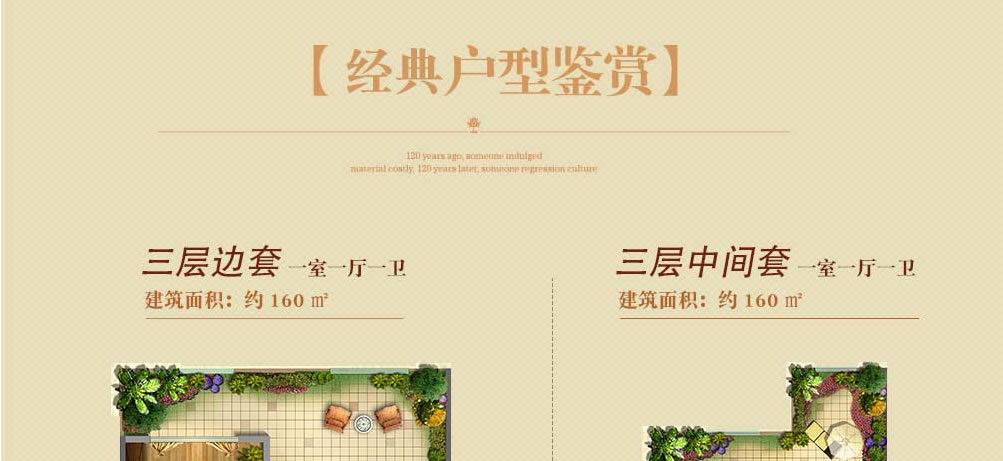 【经典户型鉴赏】
120 years ago, someone indulged
material costly, 120 years later, someone regression culture
三层边套 一室一厅一卫
建筑面积：约 160 ㎡
三层中间套 一室一厅一卫
建筑面积：约 160 ㎡